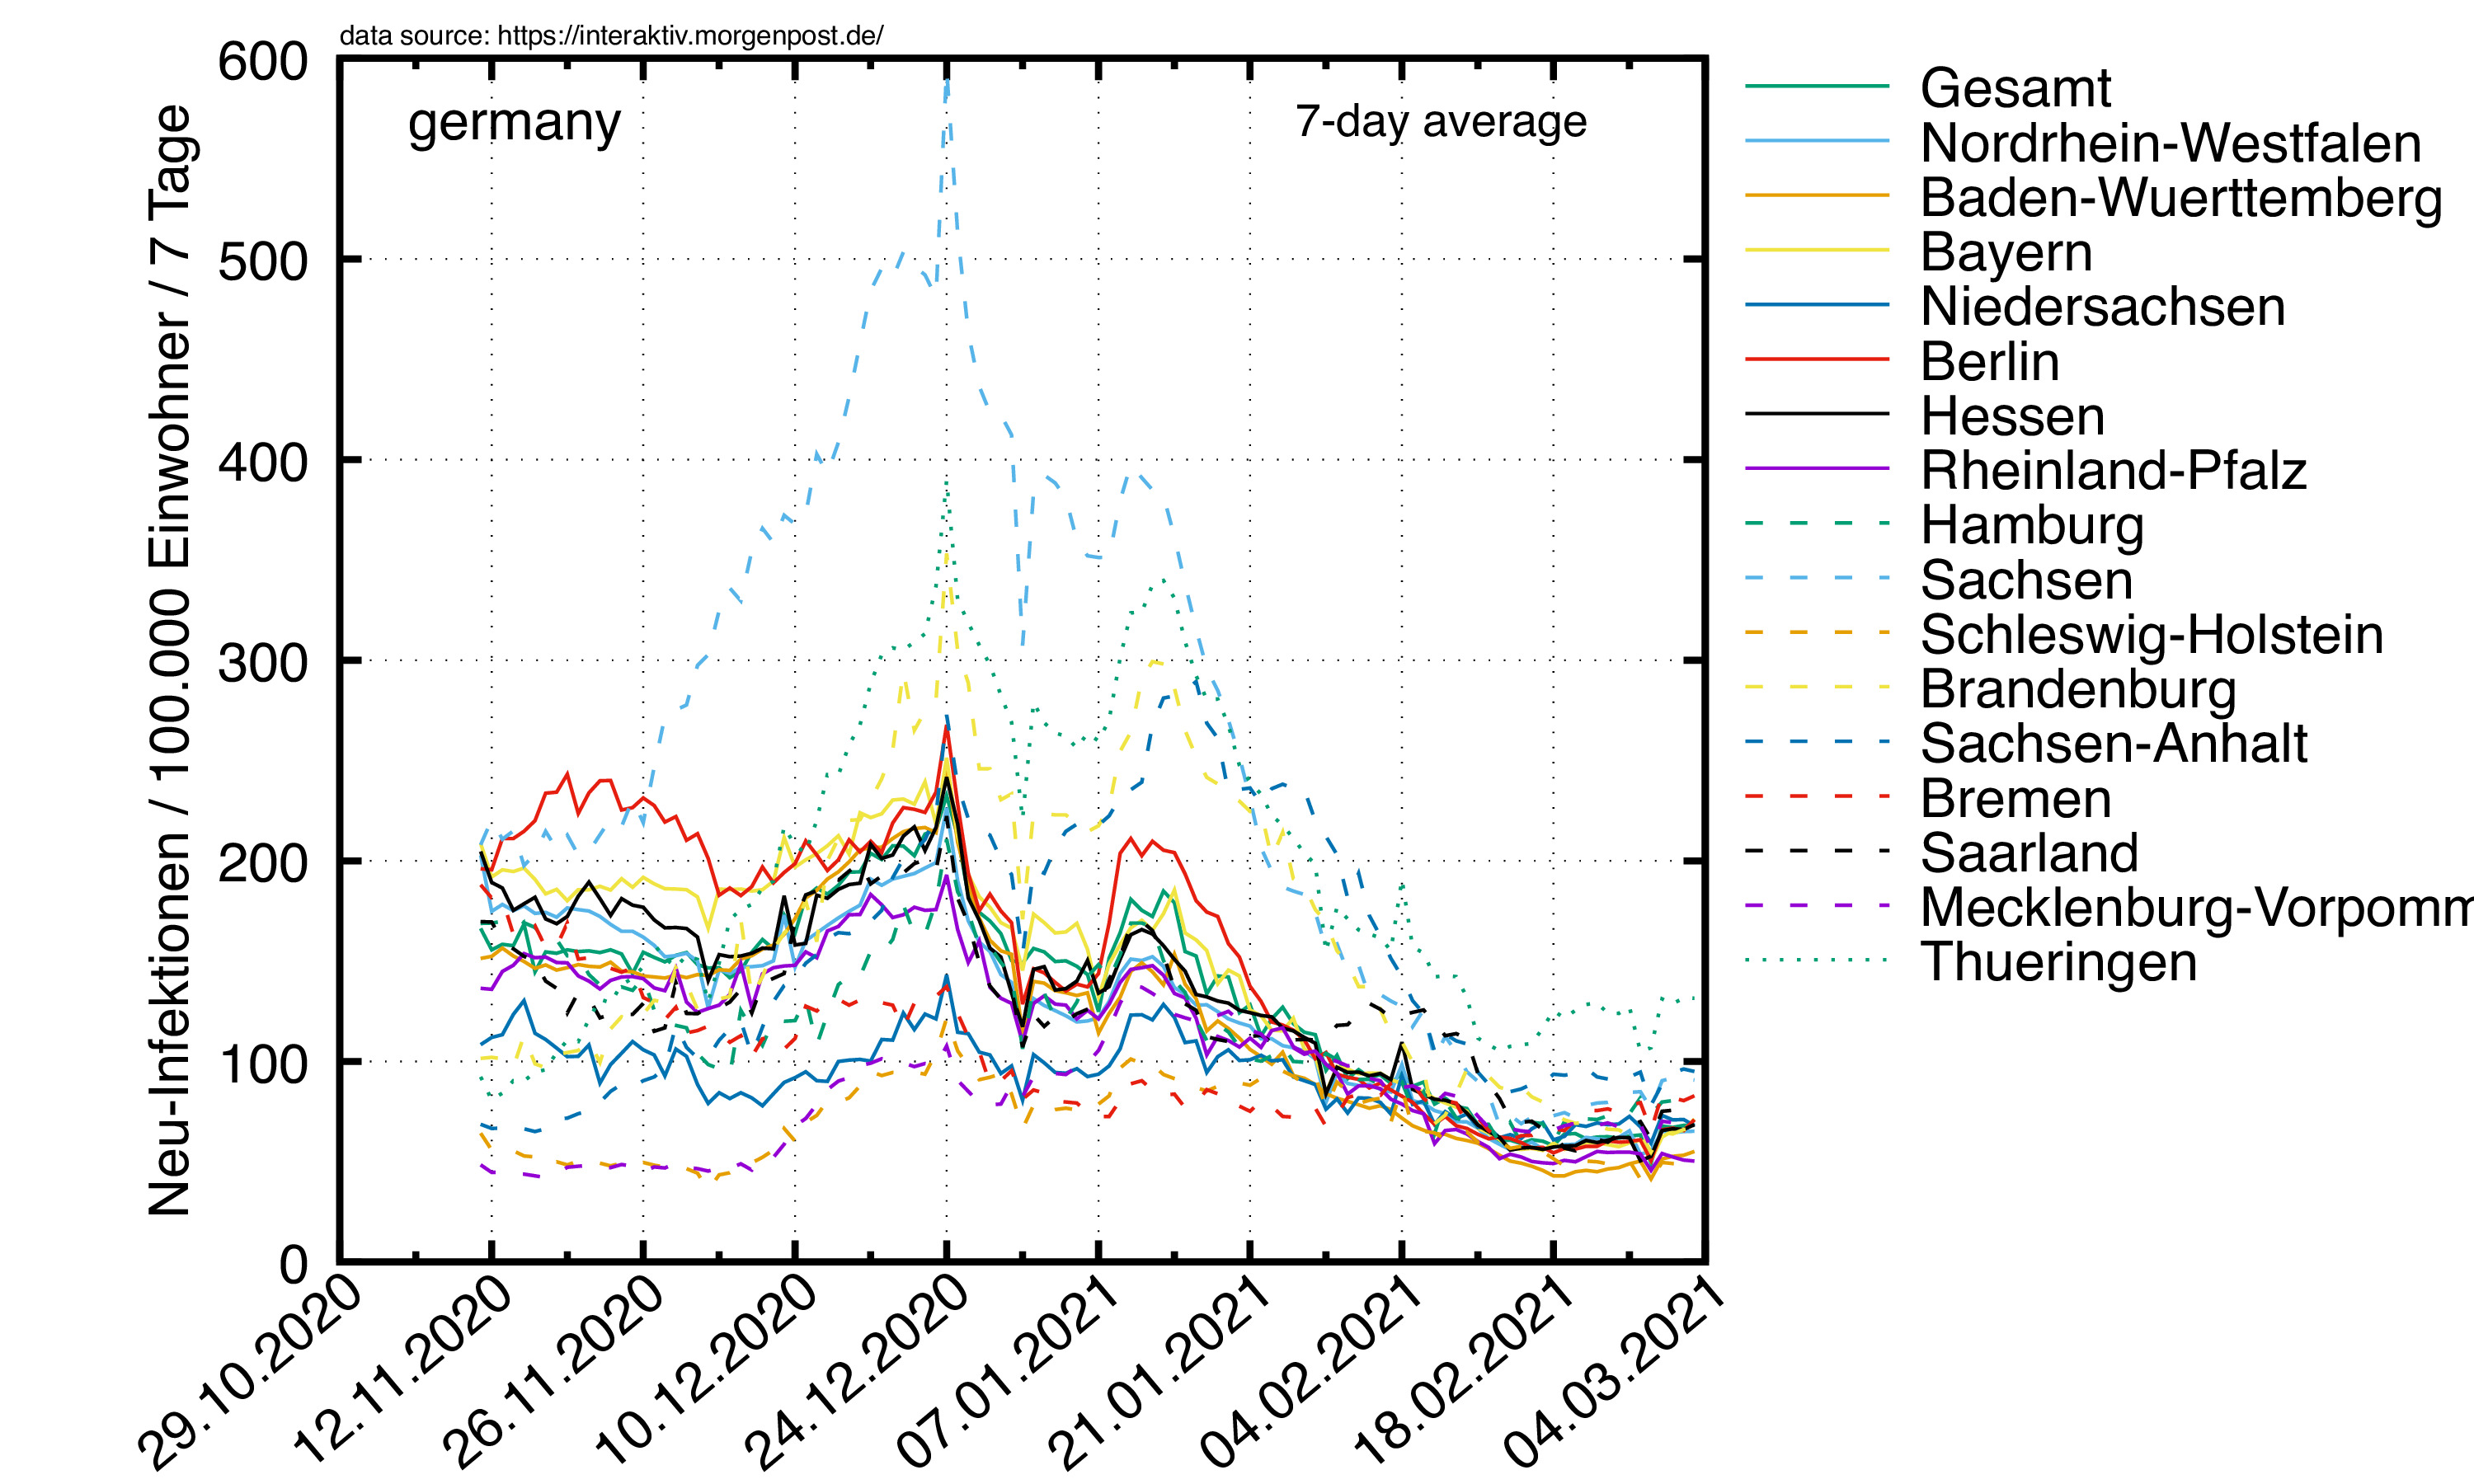 data source: https://interaktiv.morgenpost.de/
germany
7-day average
Neu-Infektionen / 100.000 Einwohner / 7 Tage
600
500
400
300
200
100
0
29.10.2020
12.11.2020
26.11.2020
10.12.2020
24.12.2020
07.01.2021
21.01.2021
04.02.2021
18.02.2021
04.03.2021
Gesamt
Nordrhein-Westfalen
Baden-Wuerttemberg
Bayern
Niedersachsen
Berlin
Hessen
Rheinland-Pfalz
Hamburg
Sachsen
Schleswig-Holstein
Brandenburg
Sachsen-Anhalt
Bremen
Saarland
Mecklenburg-Vorpomm
Thueringen